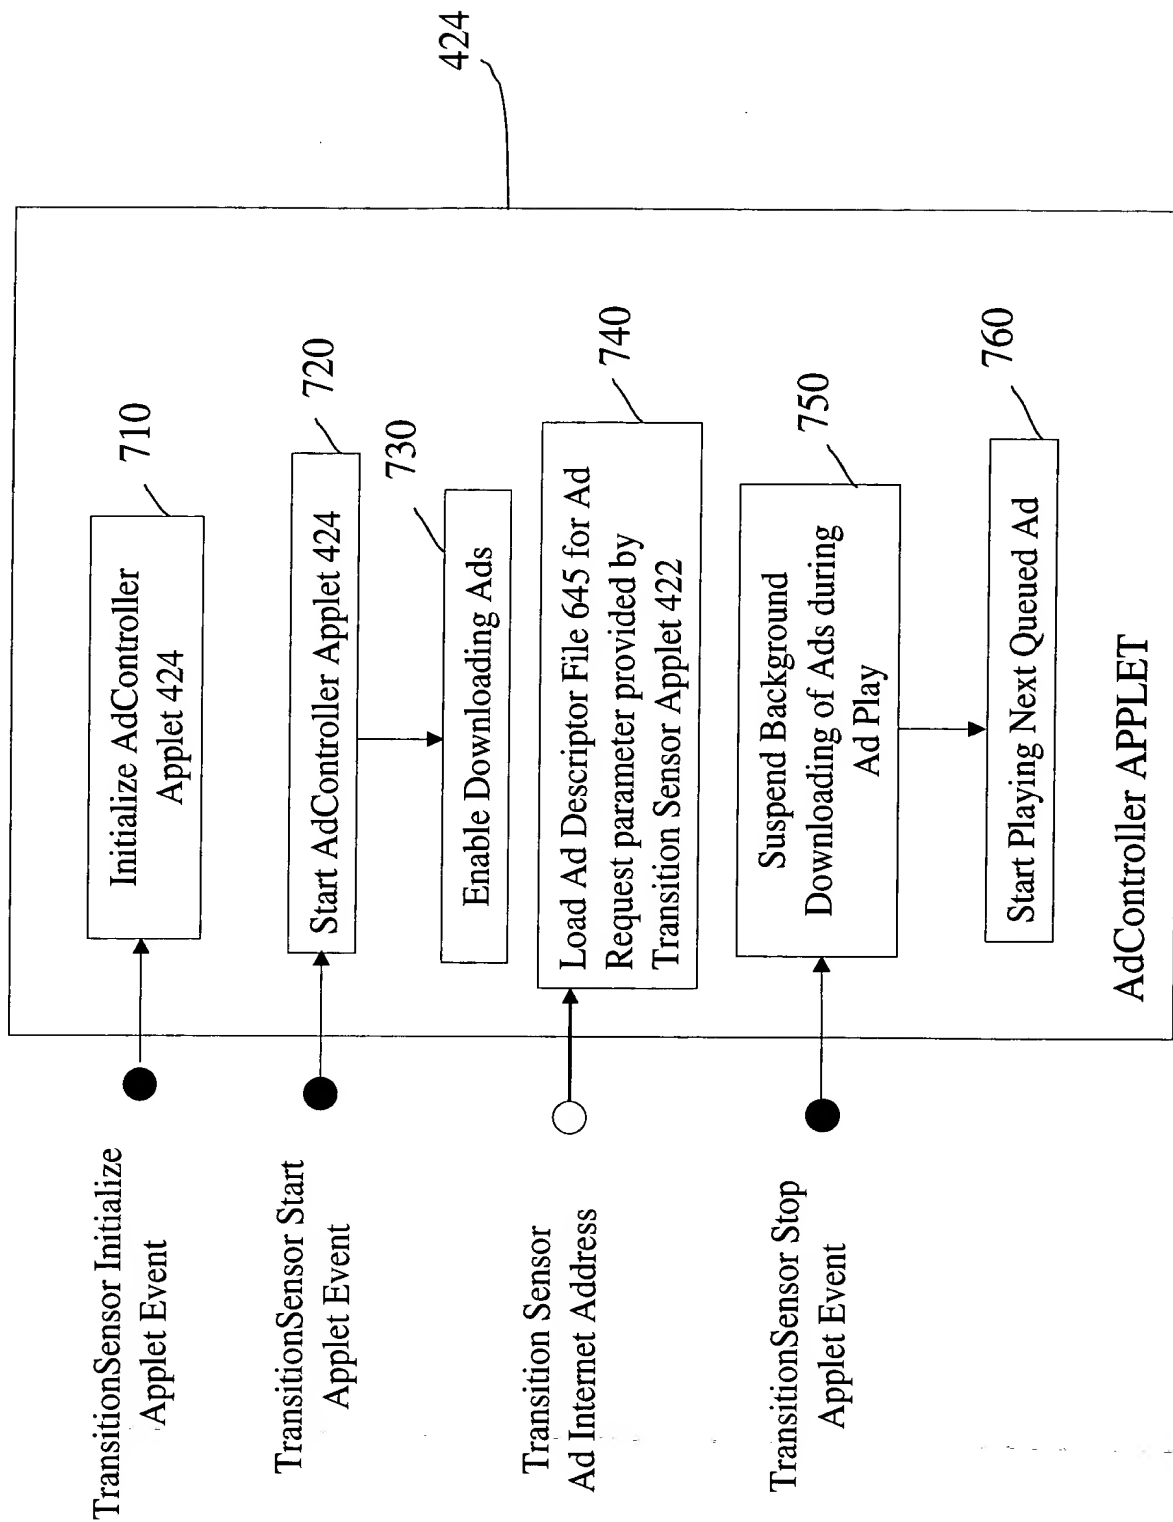 424
TransitionSensor Initialize
Applet Event
Initialize AdController
Applet 424
710
TransitionSensor Start
Applet Event
Start AdController Applet 424
720
Enable Downloading Ads
730
Transition Sensor
Ad Internet Address
Load Ad Descriptor File 645 for Ad
Request parameter provided by
Transition Sensor Applet 422
740
TransitionSensor Stop
Applet Event
Suspend Background
Downloading of Ads during
Ad Play
750
Start Playing Next Queued Ad
760
AdController APPLET